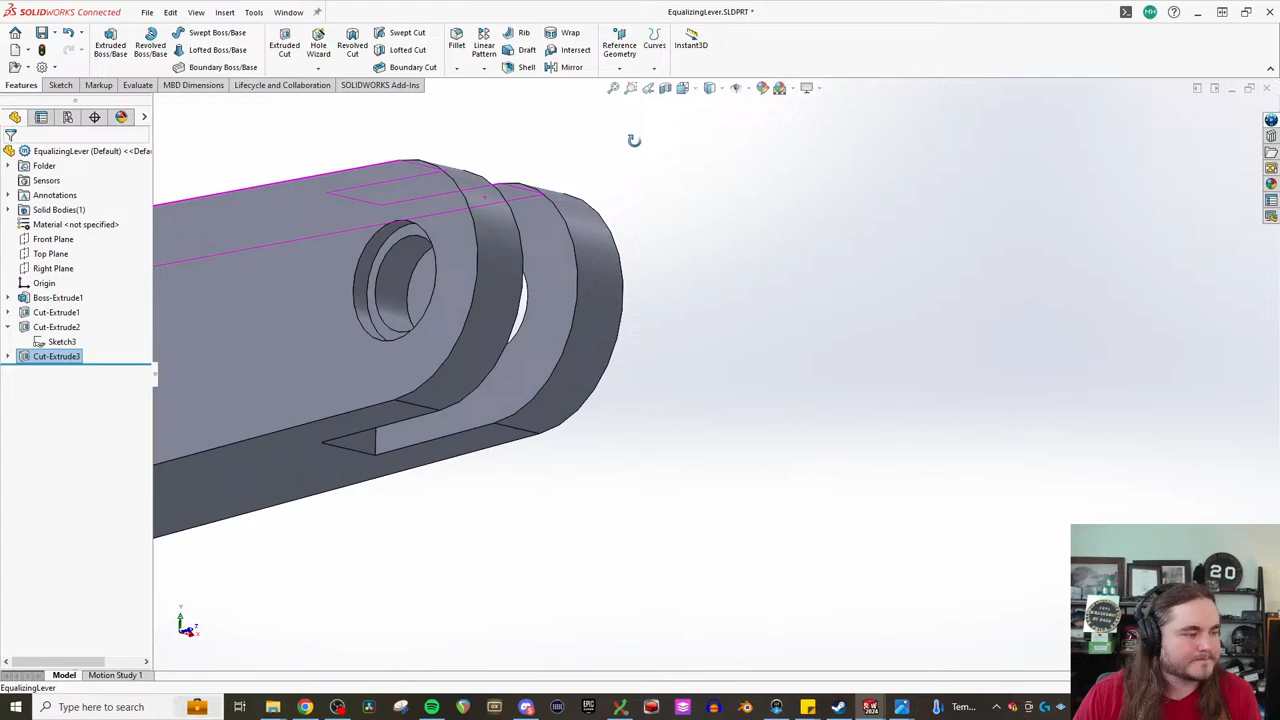 SOLIDWORKS CONNECTED File Edit View Insert Tools Window EqualizingLever.SLDPRT * MH
Extruded Boss/Base Revolved Boss/Base Swept Boss/Base Lofted Boss/Base Boundary Boss/Base Extruded Cut Hole Wizard Revolved Cut Swept Cut Lofted Cut Boundary Cut Fillet Linear Pattern Rib Draft Shell Wrap Intersect Mirror Reference Geometry Curves Instant3D
Features Sketch Markup Evaluate MBD Dimensions Lifecycle and Collaboration SOLIDWORKS Add-Ins
EqualizingLever (Default) <<Defau
Folder
Sensors
Annotations
Solid Bodies(1)
Material <not specified>
Front Plane
Top Plane
Right Plane
Origin
Boss-Extrude1
Cut-Extrude1
Cut-Extrude2
Sketch3
Cut-Extrude3
20
Y
Z
X
Model Motion Study 1
EqualizingLever
Type here to search
Tem...